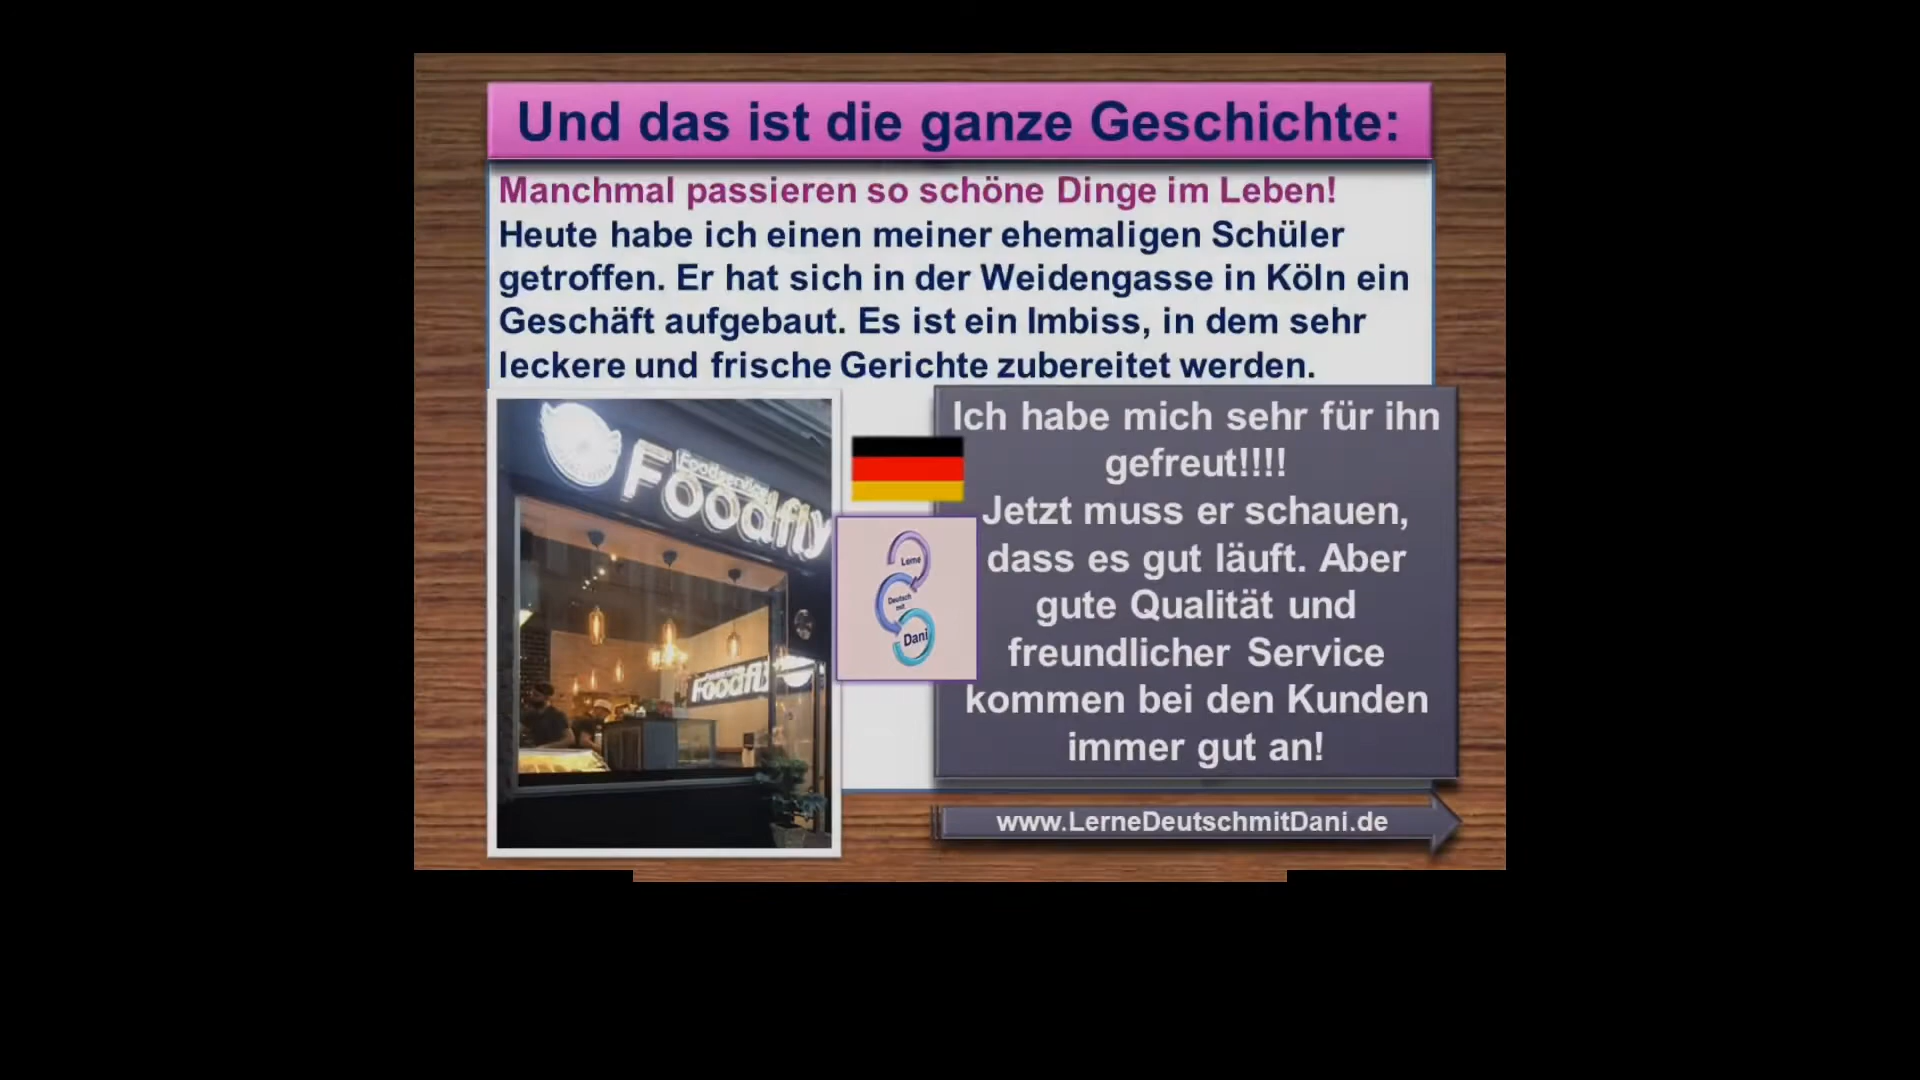 Und das ist die ganze Geschichte:
Manchmal passieren so schöne Dinge im Leben!
Heute habe ich einen meiner ehemaligen Schüler
getroffen. Er hat sich in der Weidengasse in Köln ein
Geschäft aufgebaut. Es ist ein Imbiss, in dem sehr
leckere und frische Gerichte zubereitet werden.
Foodservice
Foodfly
Foodfly
Lerne
Deutsch
mit
Dani
Ich habe mich sehr für ihn
gefreut!!!!
Jetzt muss er schauen,
dass es gut läuft. Aber
gute Qualität und
freundlicher Service
kommen bei den Kunden
immer gut an!
www.LerneDeutschmitDani.de